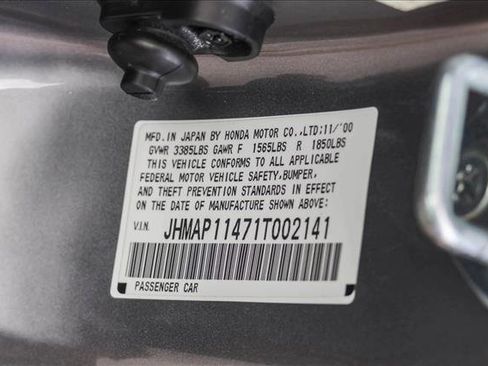 MFD.IN JAPAN BY HONDA MOTOR CO.,LTD;11/'00
GVWR 3385LBS GAWR F 1565LBS R 1850LBS
THIS VEHICLE CONFORMS TO ALL APPLICABLE
FEDERAL MOTOR VEHICLE SAFETY,BUMPER,
AND THEFT PREVENTION STANDARDS IN EFFECT
ON THE DATE OF MANUFACTURE SHOWN ABOVE:
V.I.N. JHMAP11471T002141
PASSENGER CAR